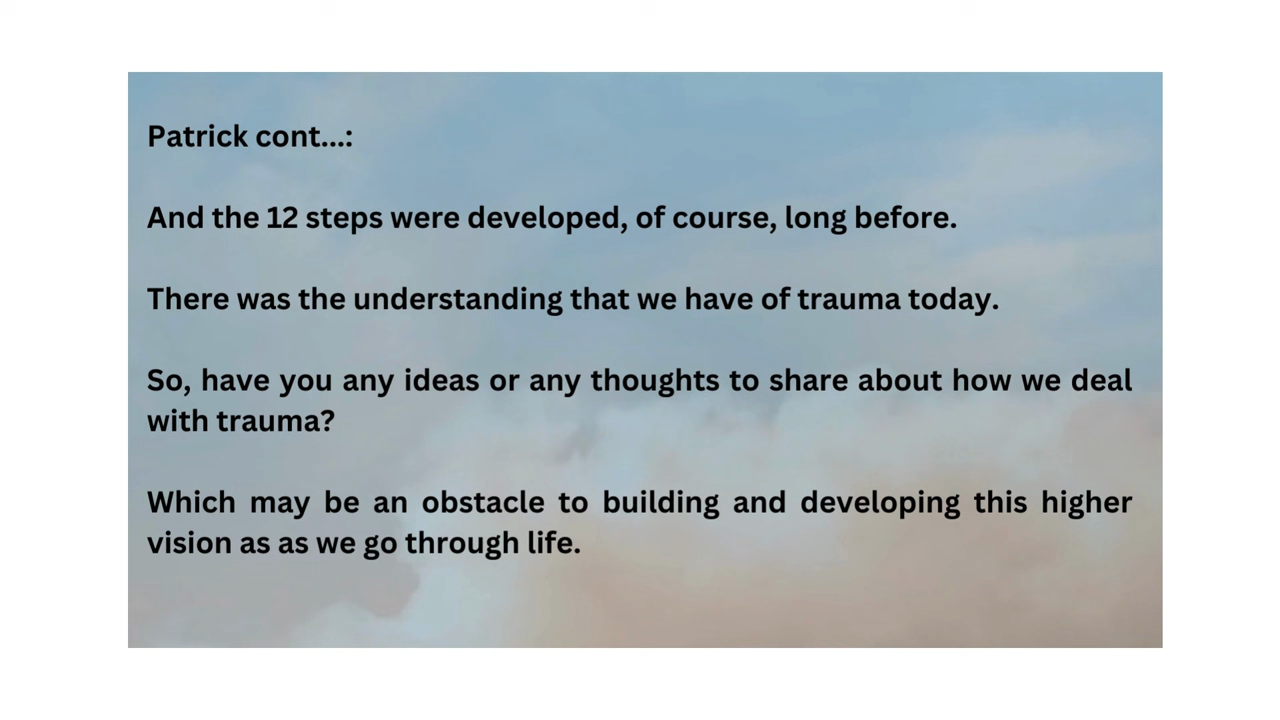 Patrick cont...:
And the 12 steps were developed, of course, long before.
There was the understanding that we have of trauma today.
So, have you any ideas or any thoughts to share about how we deal
with trauma?
Which may be an obstacle to building and developing this higher
vision as as we go through life.